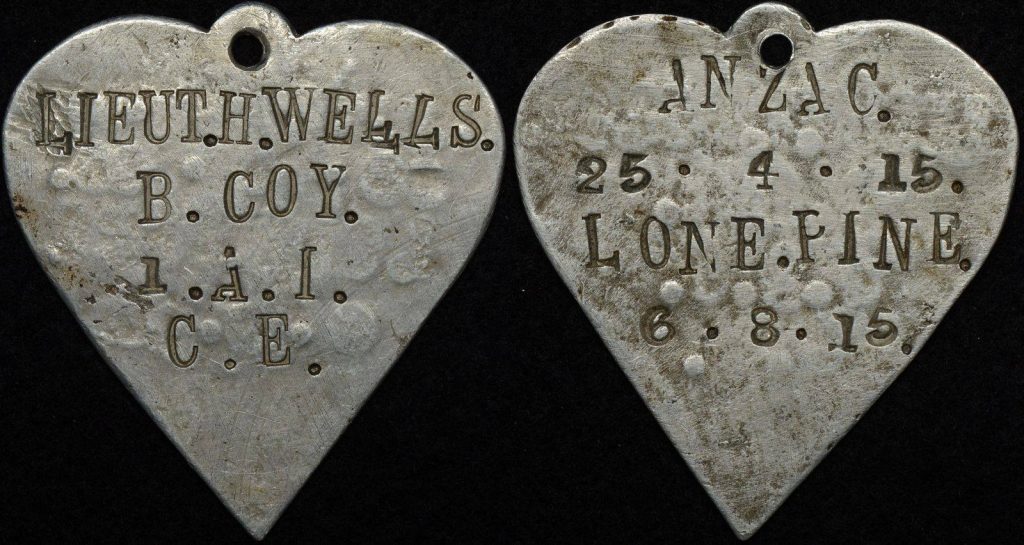 LIEUT.H.WELLS.
B. COY.
1.A.I.
C.E.
ANZAC.
25.4.15.
LONE.PINE.
6.8.15.